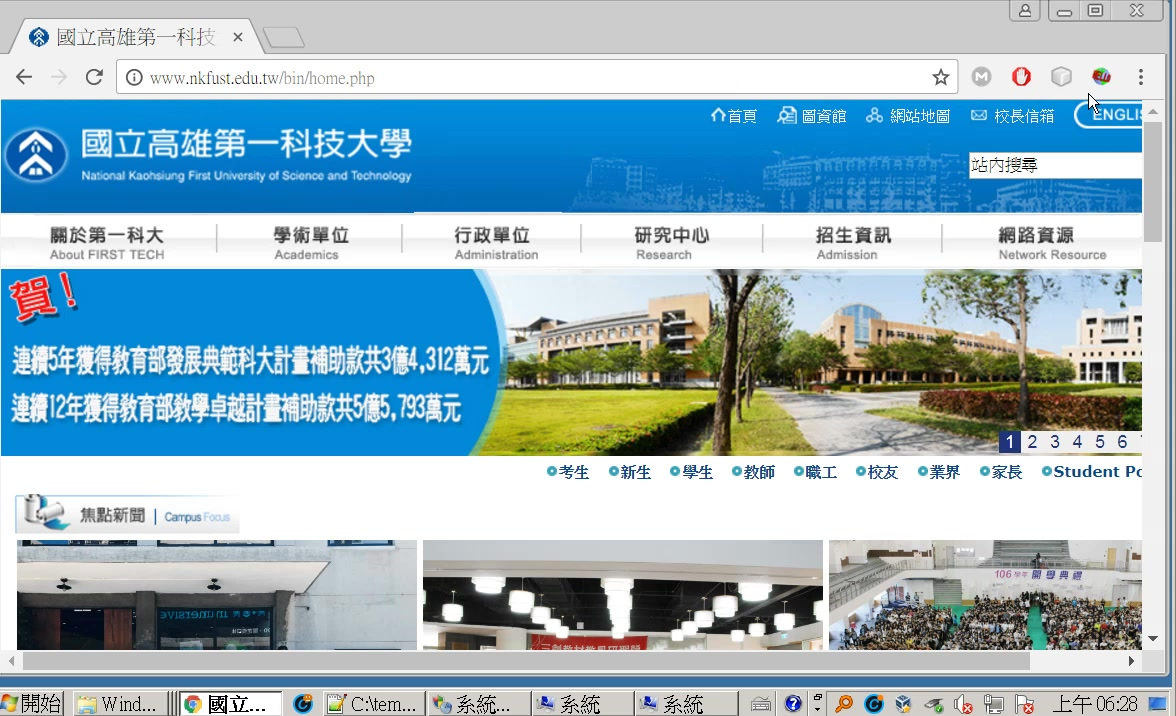 國立高雄第一科技
www.nkfust.edu.tw/bin/home.php
首頁
圖資館
網站地圖
校長信箱
ENGLIS
國立高雄第一科技大學
National Kaohsiung First University of Science and Technology
站內搜尋
關於第一科大
About FIRST TECH
學術單位
Academics
行政單位
Administration
研究中心
Research
招生資訊
Admission
網路資源
Network Resource
賀!
連續5年獲得教育部發展典範科大計畫補助款共3億4,312萬元
連續12年獲得教育部教學卓越計畫補助款共5億5,793萬元
1 2 3 4 5 6
考生 新生 學生 教師 職工 校友 業界 家長 Student Po
焦點新聞 | Campus Focus
106學年 開學典禮
開始 Wind... 國立... C:\tem... 系統... 系統 系統 上午 06:28